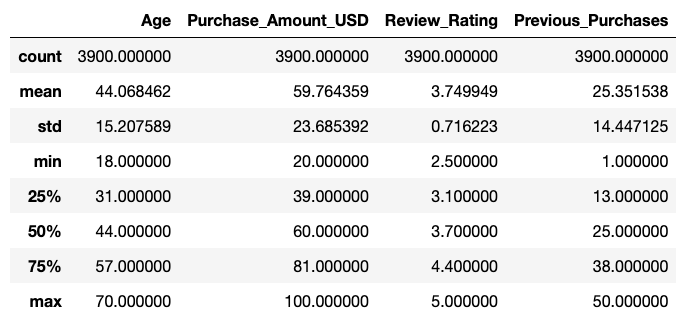 Age Purchase_Amount_USD Review_Rating Previous_Purchases
count 3900.000000 3900.000000 3900.000000 3900.000000
mean 44.068462 59.764359 3.749949 25.351538
std 15.207589 23.685392 0.716223 14.447125
min 18.000000 20.000000 2.500000 1.000000
25% 31.000000 39.000000 3.100000 13.000000
50% 44.000000 60.000000 3.700000 25.000000
75% 57.000000 81.000000 4.400000 38.000000
max 70.000000 100.000000 5.000000 50.000000